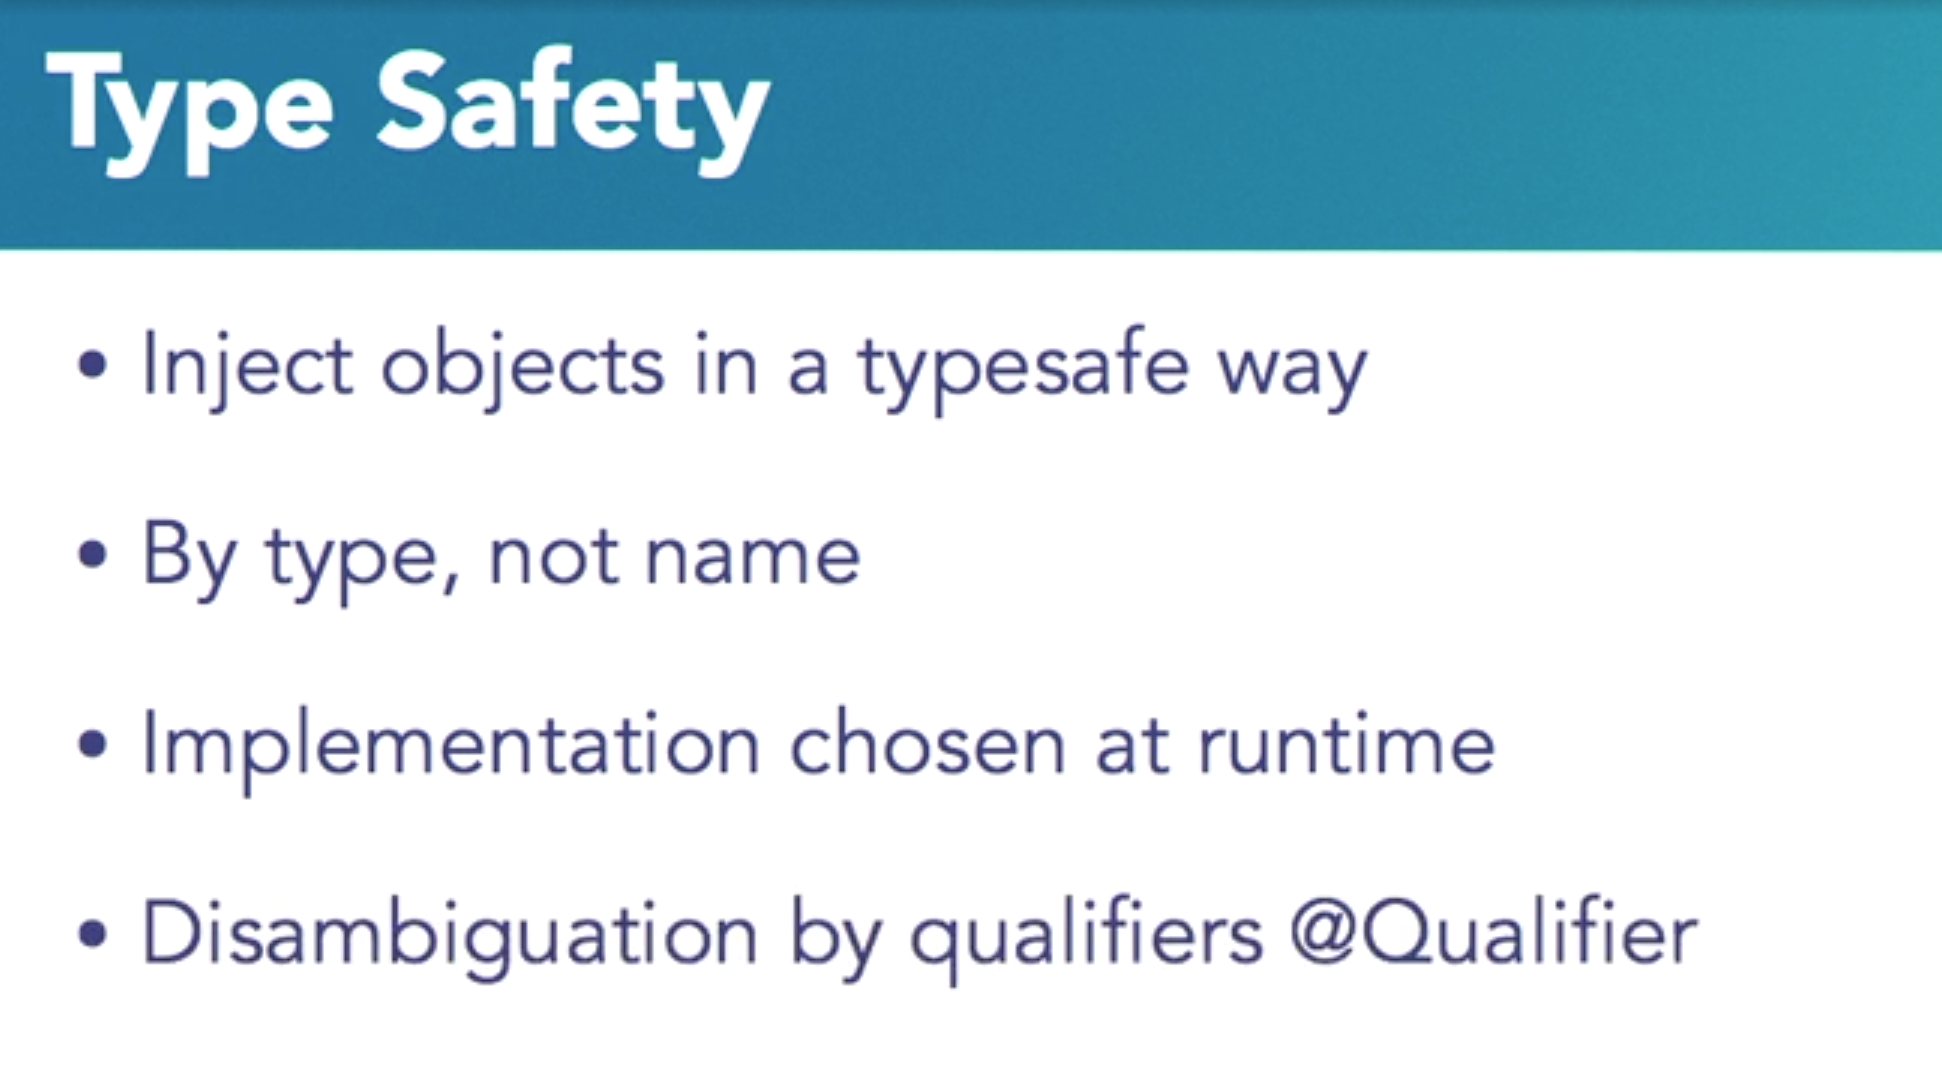 Type Safety
• Inject objects in a typesafe way
• By type, not name
• Implementation chosen at runtime
• Disambiguation by qualifiers @Qualifier